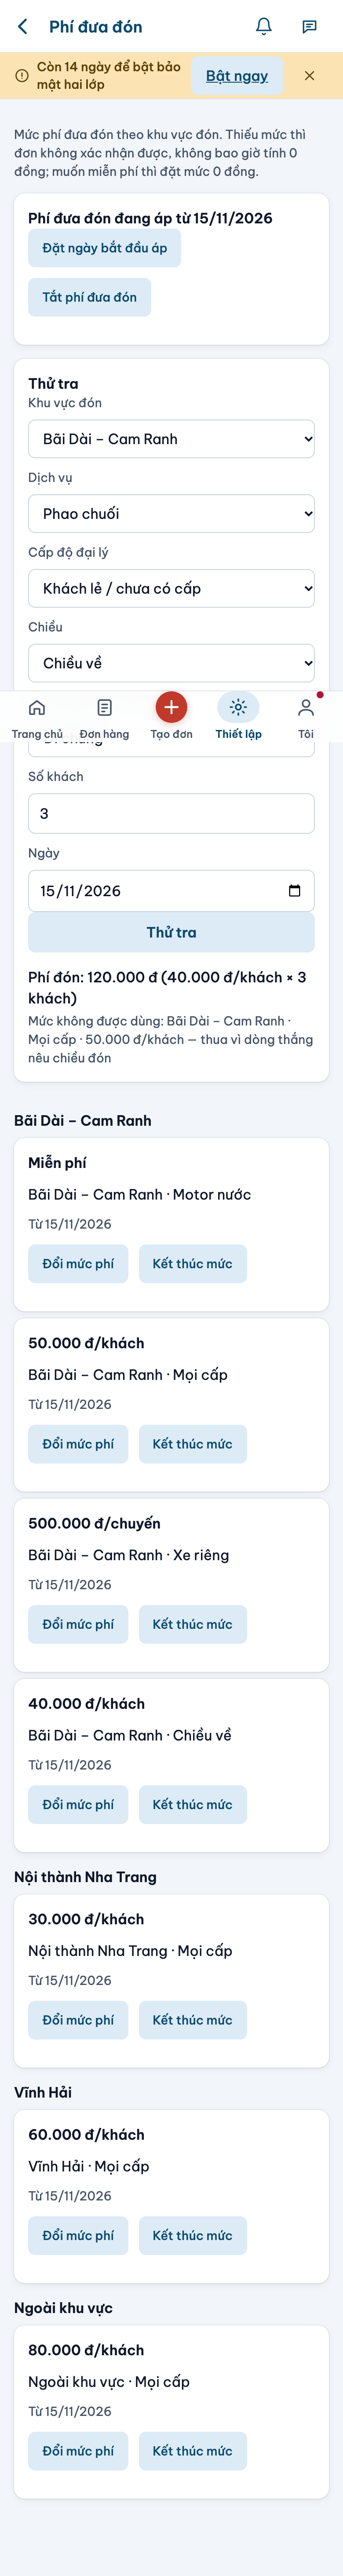 Phí đưa đón
Còn 14 ngày để bật bảo
mật hai lớp
Bật ngay
Mức phí đưa đón theo khu vực đón. Thiếu mức thì
đơn không xác nhận được, không bao giờ tính 0
đồng; muốn miễn phí thì đặt mức 0 đồng.
Phí đưa đón đang áp từ 15/11/2026
Đặt ngày bắt đầu áp
Tắt phí đưa đón
Thử tra
Khu vực đón
Bãi Dài – Cam Ranh
Dịch vụ
Phao chuối
Cấp độ đại lý
Khách lẻ / chưa có cấp
Chiều
Chiều về
Trang chủ
Đơn hàng
Tạo đơn
Thiết lập
Tôi
Số khách
3
Ngày
15/11/2026
Thử tra
Phí đón: 120.000 đ (40.000 đ/khách × 3
khách)
Mức không được dùng: Bãi Dài – Cam Ranh ·
Mọi cấp · 50.000 đ/khách — thua vì dòng thắng
nêu chiều đón
Bãi Dài – Cam Ranh
Miễn phí
Bãi Dài – Cam Ranh · Motor nước
Từ 15/11/2026
Đổi mức phí
Kết thúc mức
50.000 đ/khách
Bãi Dài – Cam Ranh · Mọi cấp
Từ 15/11/2026
Đổi mức phí
Kết thúc mức
500.000 đ/chuyến
Bãi Dài – Cam Ranh · Xe riêng
Từ 15/11/2026
Đổi mức phí
Kết thúc mức
40.000 đ/khách
Bãi Dài – Cam Ranh · Chiều về
Từ 15/11/2026
Đổi mức phí
Kết thúc mức
Nội thành Nha Trang
30.000 đ/khách
Nội thành Nha Trang · Mọi cấp
Từ 15/11/2026
Đổi mức phí
Kết thúc mức
Vĩnh Hải
60.000 đ/khách
Vĩnh Hải · Mọi cấp
Từ 15/11/2026
Đổi mức phí
Kết thúc mức
Ngoài khu vực
80.000 đ/khách
Ngoài khu vực · Mọi cấp
Từ 15/11/2026
Đổi mức phí
Kết thúc mức